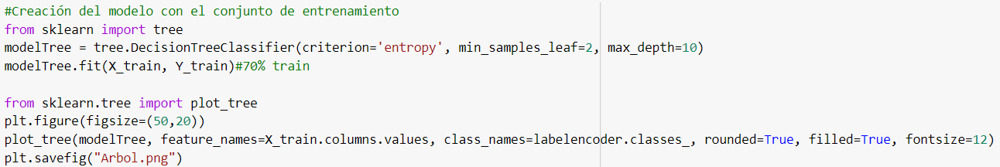 #Creación del modelo con el conjunto de entrenamiento
from sklearn import tree
modelTree = tree.DecisionTreeClassifier(criterion='entropy', min_samples_leaf=2, max_depth=10)
modelTree.fit(X_train, Y_train)#70% train
from sklearn.tree import plot_tree
plt.figure(figsize=(50,20))
plot_tree(modelTree, feature_names=X_train.columns.values, class_names=labelencoder.classes_, rounded=True, filled=True, fontsize=12)
plt.savefig("Arbol.png")